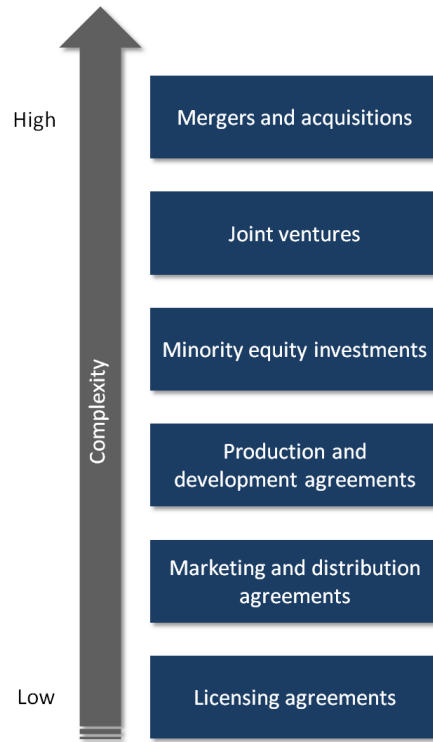 High
Mergers and acquisitions
Joint ventures
Minority equity investments
Complexity
Production and
development agreements
Marketing and distribution
agreements
Low
Licensing agreements